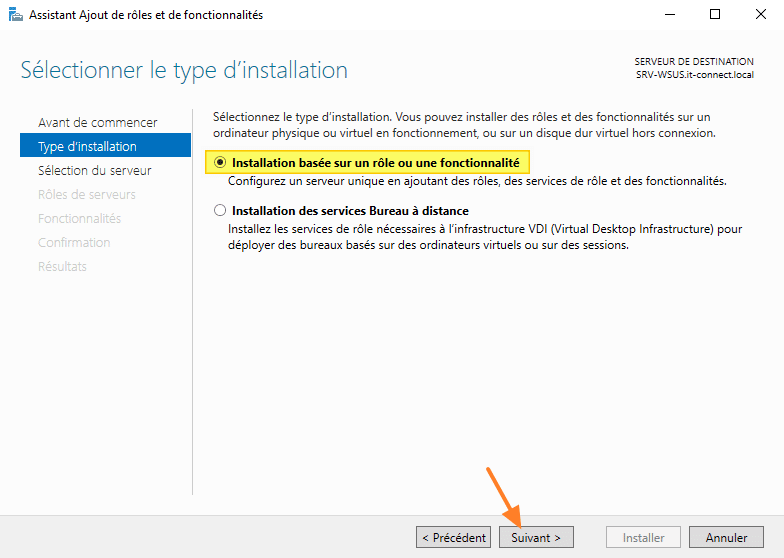 Assistant Ajout de rôles et de fonctionnalités
Sélectionner le type d’installation
SERVEUR DE DESTINATION
SRV-WSUS.it-connect.local
Avant de commencer
Type d’installation
Sélection du serveur
Rôles de serveurs
Fonctionnalités
Confirmation
Résultats
Sélectionnez le type d’installation. Vous pouvez installer des rôles et des fonctionnalités sur un
ordinateur physique ou virtuel en fonctionnement, ou sur un disque dur virtuel hors connexion.
Installation basée sur un rôle ou une fonctionnalité
Configurez un serveur unique en ajoutant des rôles, des services de rôle et des fonctionnalités.
Installation des services Bureau à distance
Installez les services de rôle nécessaires à l’infrastructure VDI (Virtual Desktop Infrastructure) pour
déployer des bureaux basés sur des ordinateurs virtuels ou sur des sessions.
< Précédent
Suivant >
Installer
Annuler